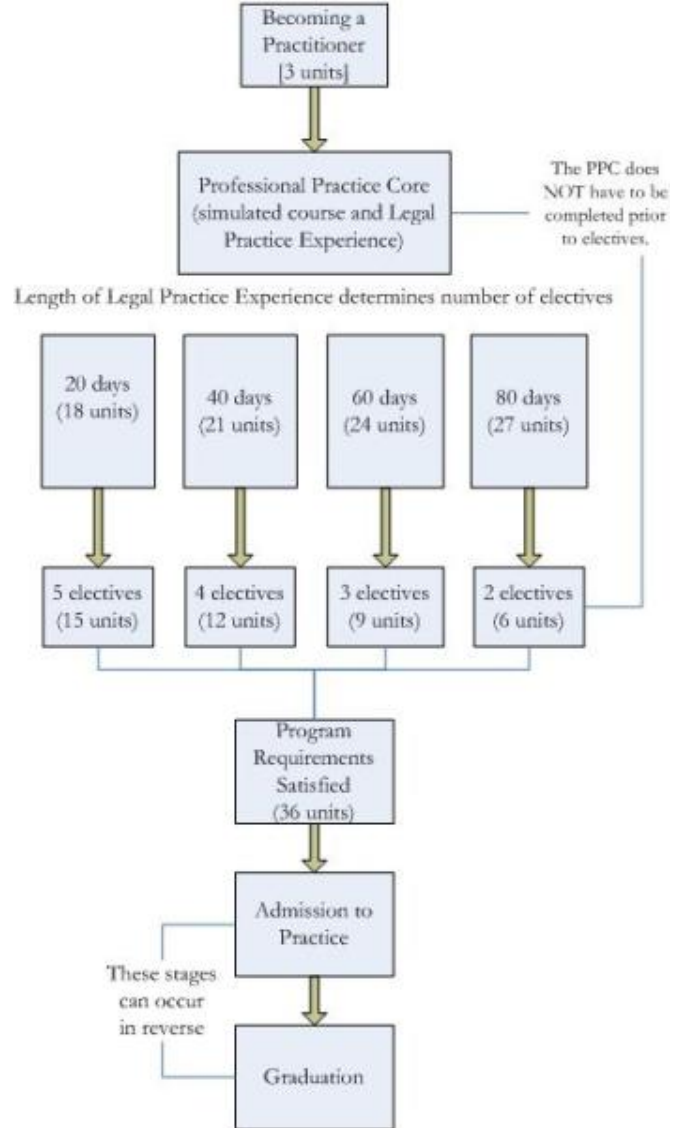 Becoming a
Practitioner
[3 units]
Professional Practice Core
(simulated course and Legal
Practice Experience)
The PPC does
NOT have to be
completed prior
to electives.
Length of Legal Practice Experience determines number of electives
20 days
(18 units)
40 days
(21 units)
60 days
(24 units)
80 days
(27 units)
5 electives
(15 units)
4 electives
(12 units)
3 electives
(9 units)
2 electives
(6 units)
Program
Requirements
Satisfied
(36 units)
Admission to
Practice
These stages
can occur
in reverse
Graduation